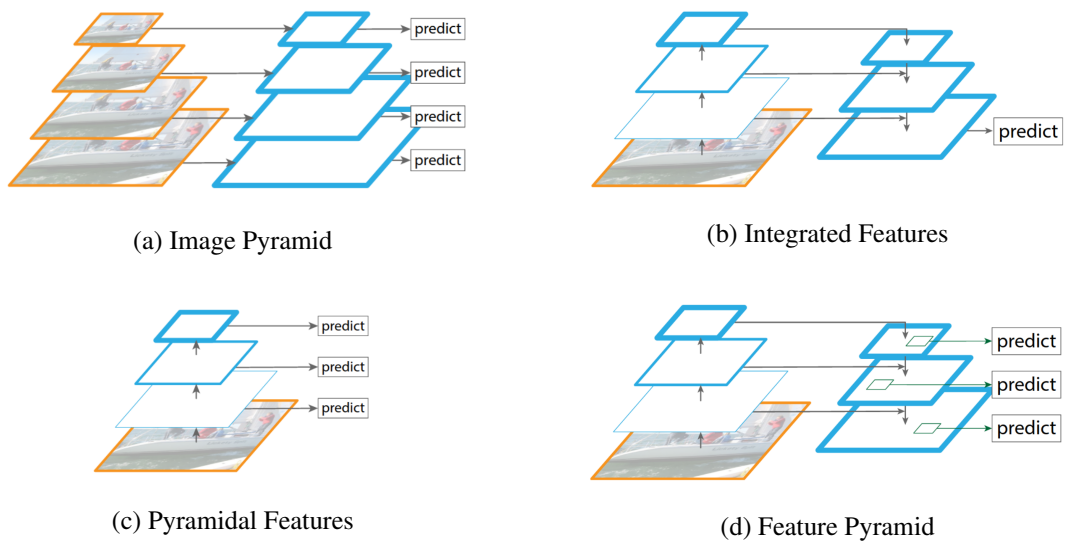 predict
predict
predict
predict
(a) Image Pyramid
predict
(b) Integrated Features
predict
predict
predict
(c) Pyramidal Features
predict
predict
predict
(d) Feature Pyramid